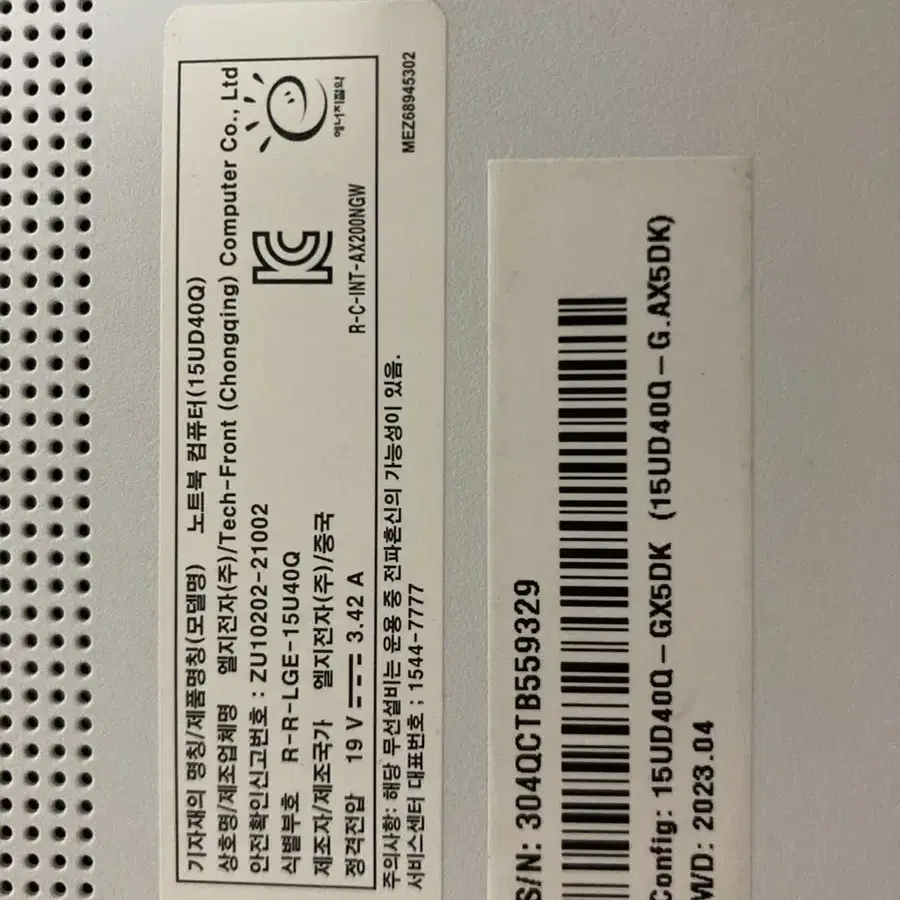 기자재의 명칭/제품명칭(모델명) 노트북 컴퓨터(15UD40Q)
상호명/제조업체명 엘지전자(주)/Tech-Front (Chongqing) Computer Co., Ltd
안전확인신고번호 : ZU10202-21002
식별부호 R-R-LGE-15U40Q
제조자/제조국가 엘지전자(주)/중국
정격전압 19 V 3.42 A
R-C-INT-AX200NGW
에너지절약
주의사항: 해당 무선설비는 운용 중 전파혼신의 가능성이 있음.
서비스센터 대표번호 ; 1544-7777
MEZ68945302
S/N: 304QCTB559329
Config: 15UD40Q-GX5DK (15UD40Q-G.AX5DK)
M/D: 2023.04